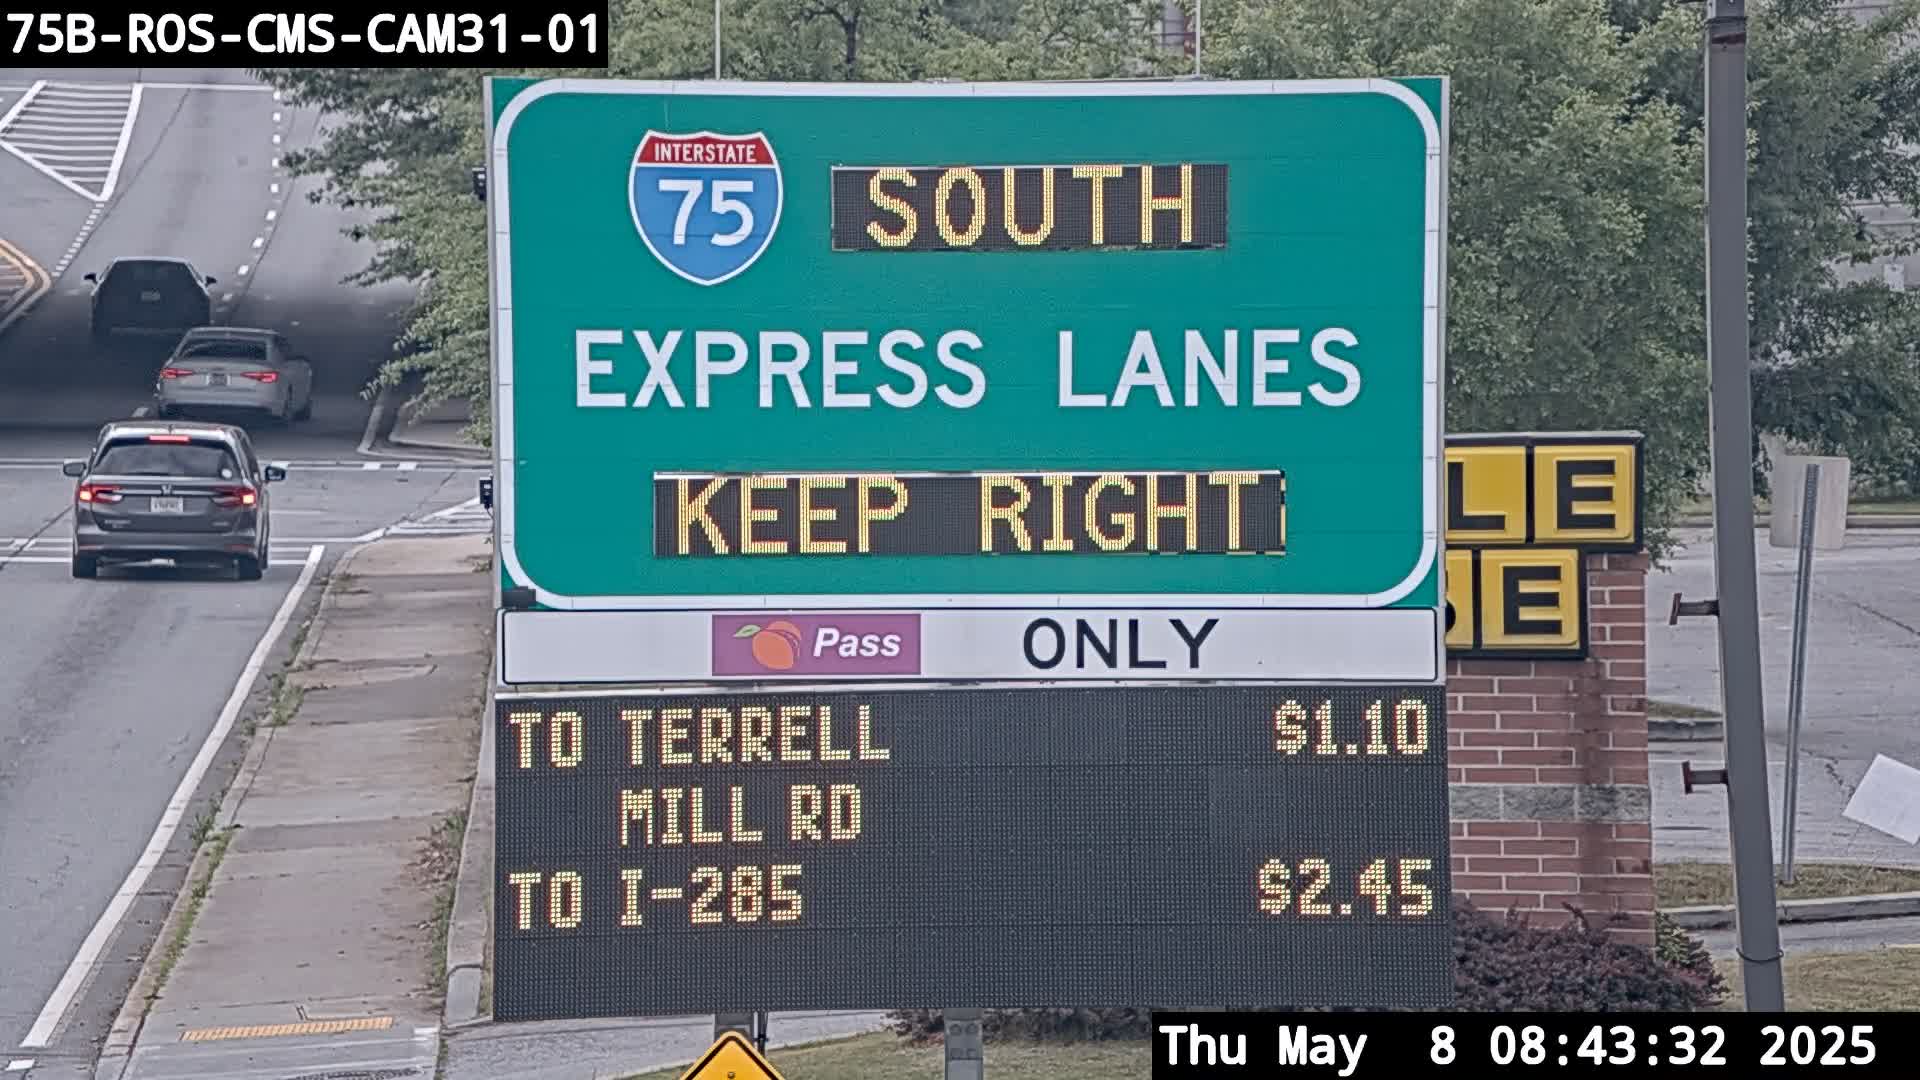 75B-ROS-CMS-CAM31-01
INTERSTATE
75
SOUTH
EXPRESS LANES
KEEP RIGHT
Pass ONLY
TO TERRELL $1.10
MILL RD
TO I-285 $2.45
LE
E
Thu May 8 08:43:32 2025